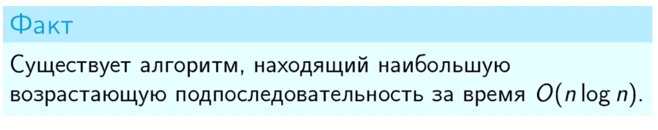 Факт
Существует алгоритм, находящий наибольшую
возрастающую подпоследовательность за время O(n log n).